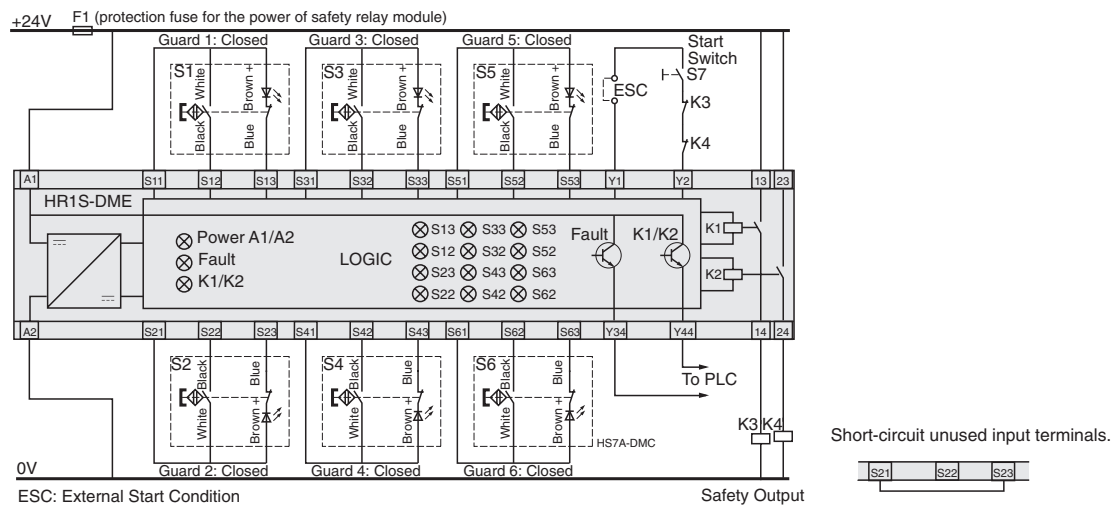 +24V F1 (protection fuse for the power of safety relay module)
Guard 1: Closed Guard 3: Closed Guard 5: Closed Start
Switch
S1 White Brown + S3 White Brown + S5 White Brown + ESC S7
K3
Black Blue Black Blue Black Blue K4
A1 S11 S12 S13 S31 S32 S33 S51 S52 S53 Y1 Y2 13 23
HR1S-DME
Power A1/A2 S13 S33 S53 Fault K1/K2 K1
Fault LOGIC S12 S32 S52
K1/K2 S23 S43 S63 K2
S22 S42 S62
A2 S21 S22 S23 S41 S42 S43 S61 S62 S63 Y34 Y44 14 24
S2 Black Blue S4 Black Blue S6 Black Blue To PLC
White Brown + White Brown + White Brown + HS7A-DMC K3 K4
0V Guard 2: Closed Guard 4: Closed Guard 6: Closed
ESC: External Start Condition Safety Output
Short-circuit unused input terminals.
S21 S22 S23